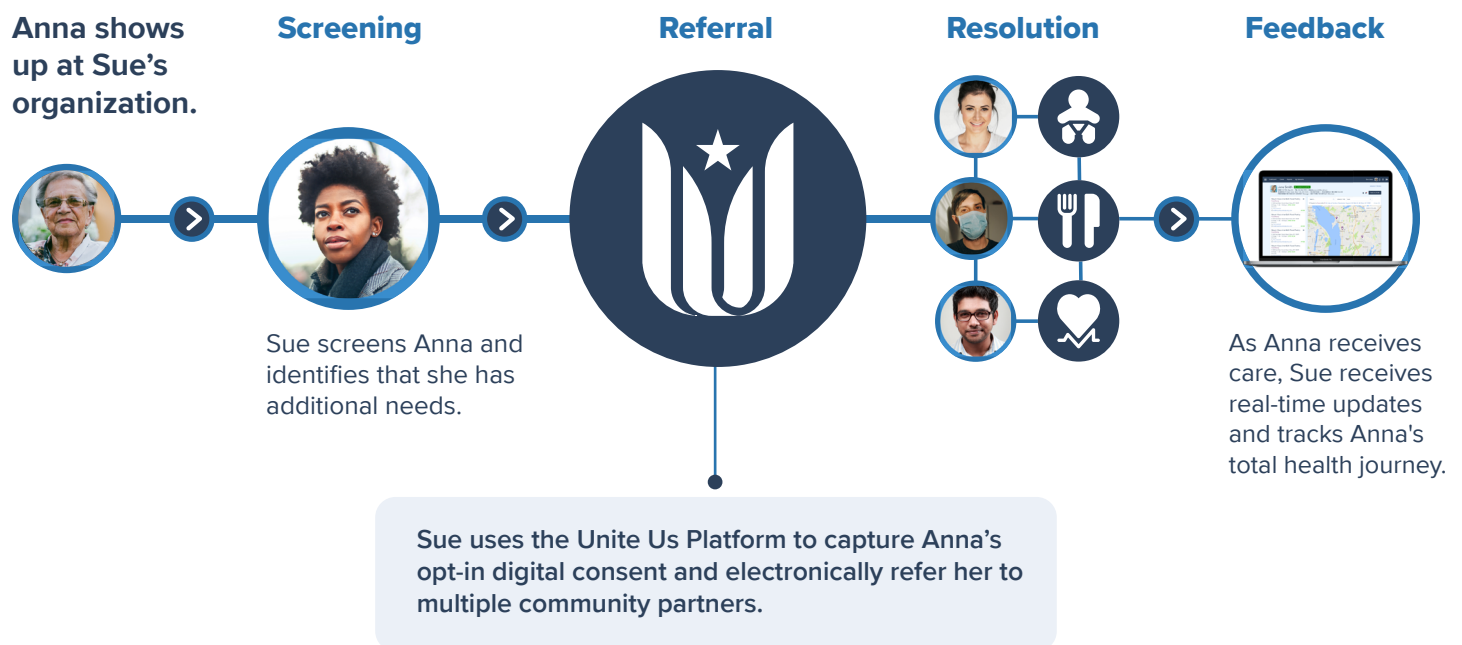 Anna shows
up at Sue’s
organization.
Screening
Referral
Resolution
Feedback
Sue screens Anna and
identifies that she has
additional needs.
Sue uses the Unite Us Platform to capture Anna’s
opt-in digital consent and electronically refer her to
multiple community partners.
As Anna receives
care, Sue receives
real-time updates
and tracks Anna's
total health journey.